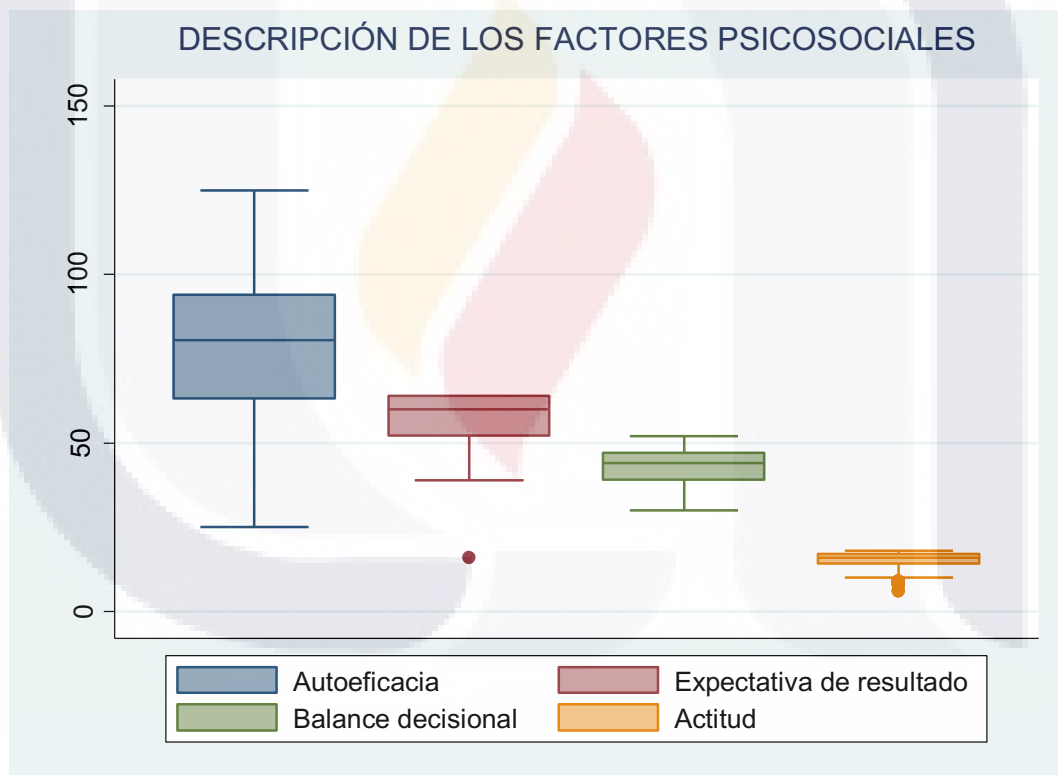 DESCRIPCIÓN DE LOS FACTORES PSICOSOCIALES
150
100
50
0
Autoeficacia
Expectativa de resultado
Balance decisional
Actitud